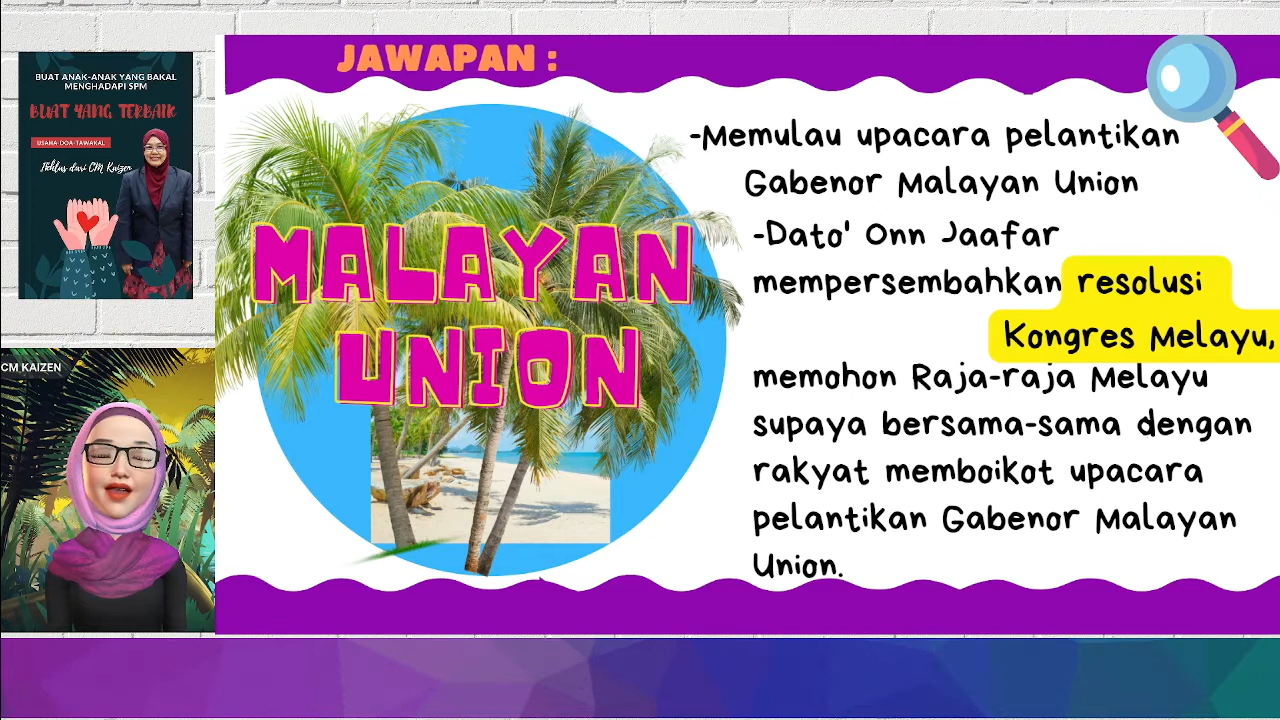 JAWAPAN :
BUAT ANAK-ANAK YANG BAKAL
MENGHADAPI SPM
BUAT YANG TERBAIK
USAMA-DOA-TAWAKAL
Ikhlas dari CM Kaizen
CM KAIZEN
MALAYAN
UNION
-Memulau upacara pelantikan
Gabenor Malayan Union
-Dato' Onn Jaafar
mempersembahkan resolusi
Kongres Melayu,
memohon Raja-raja Melayu
supaya bersama-sama dengan
rakyat memboikot upacara
pelantikan Gabenor Malayan
Union.